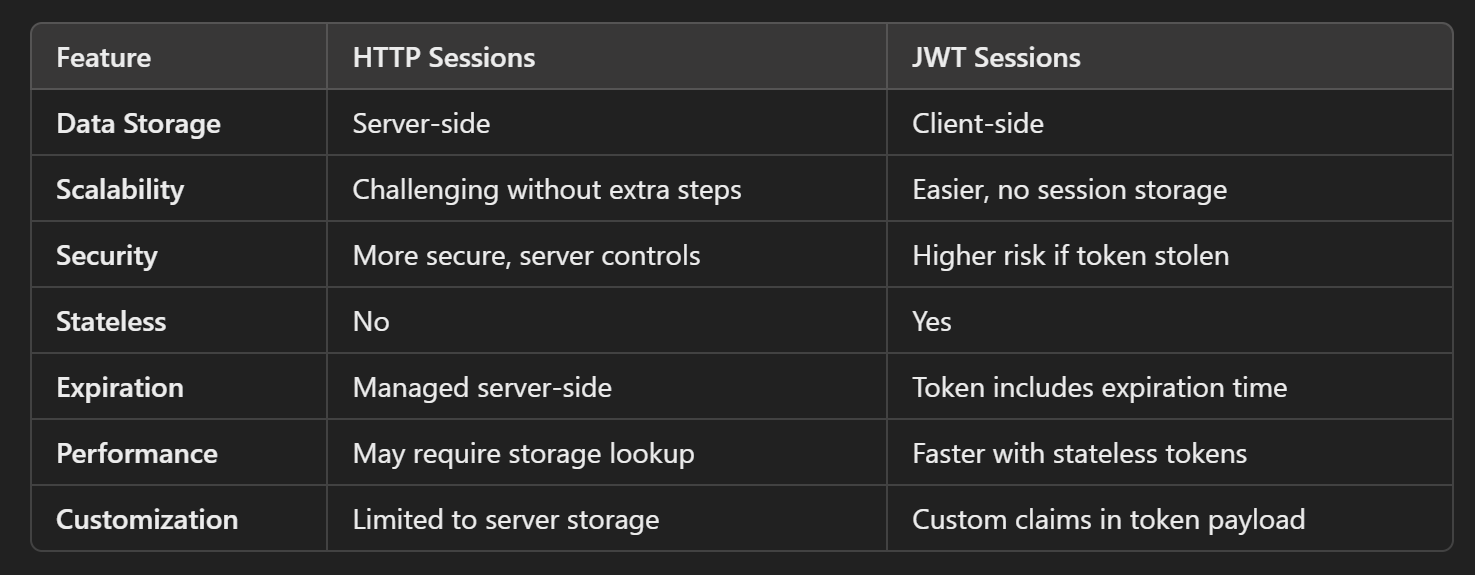 Feature HTTP Sessions JWT Sessions
Data Storage Server-side Client-side
Scalability Challenging without extra steps Easier, no session storage
Security More secure, server controls Higher risk if token stolen
Stateless No Yes
Expiration Managed server-side Token includes expiration time
Performance May require storage lookup Faster with stateless tokens
Customization Limited to server storage Custom claims in token payload